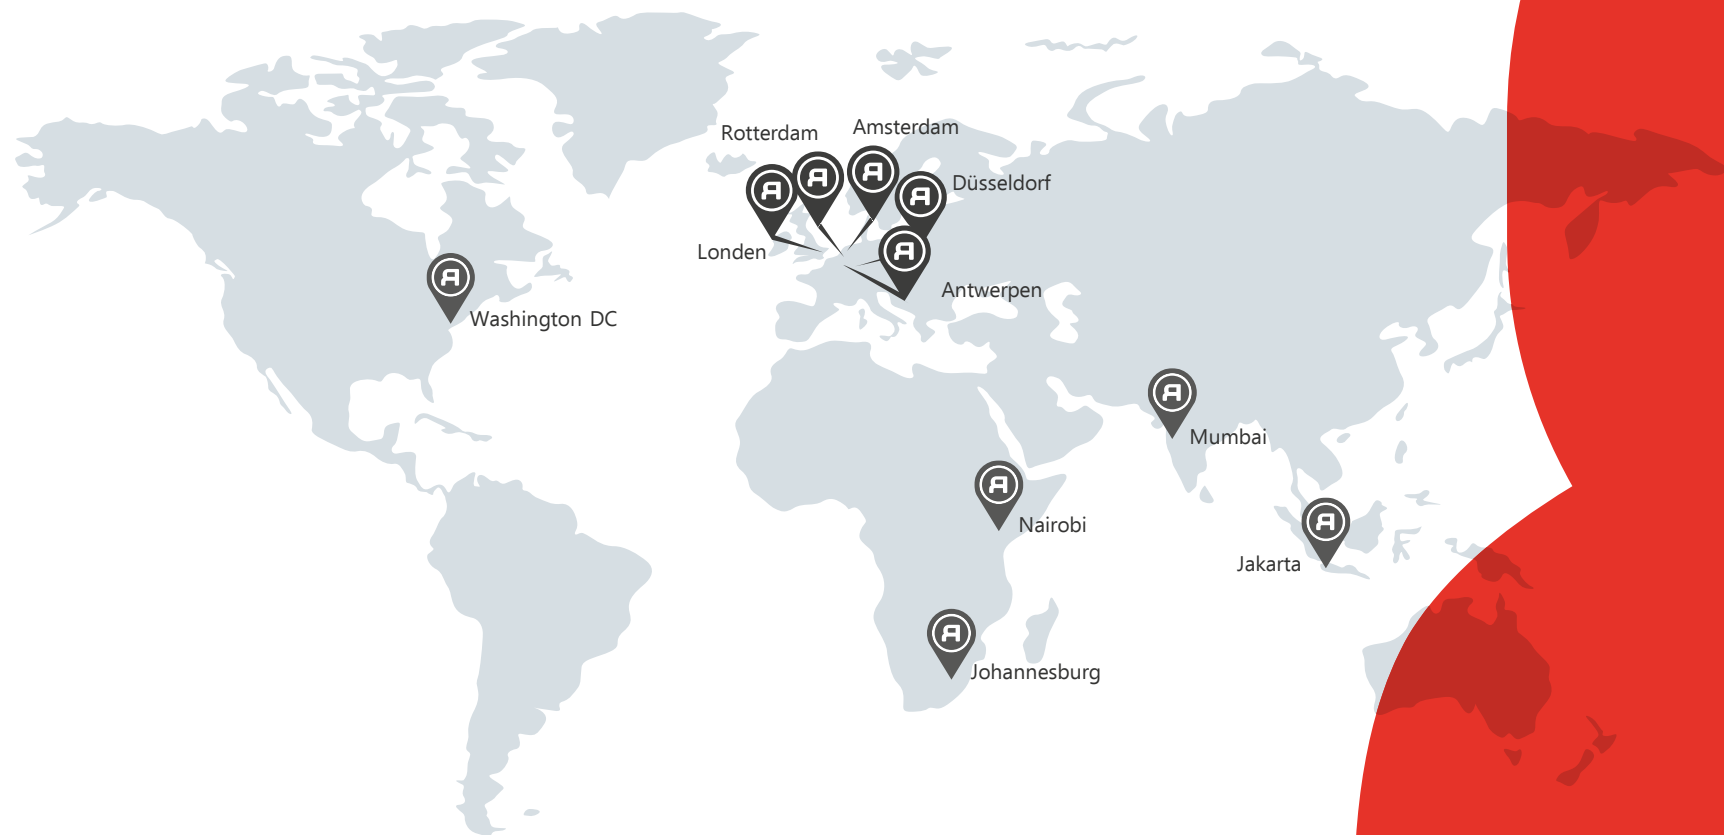 Rotterdam
Amsterdam
Düsseldorf
Londen
Antwerpen
Washington DC
Mumbai
Nairobi
Jakarta
Johannesburg